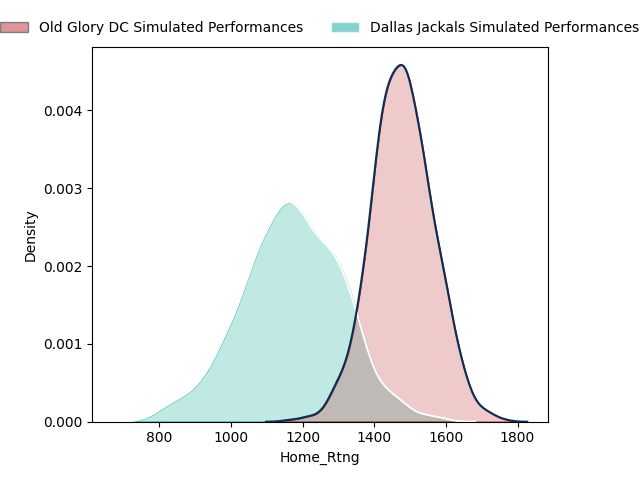 Old Glory DC Simulated Performances
Dallas Jackals Simulated Performances
0.004
0.003
0.002
0.001
0.000
Density
800
1000
1200
1400
1600
1800
Home_Rtng